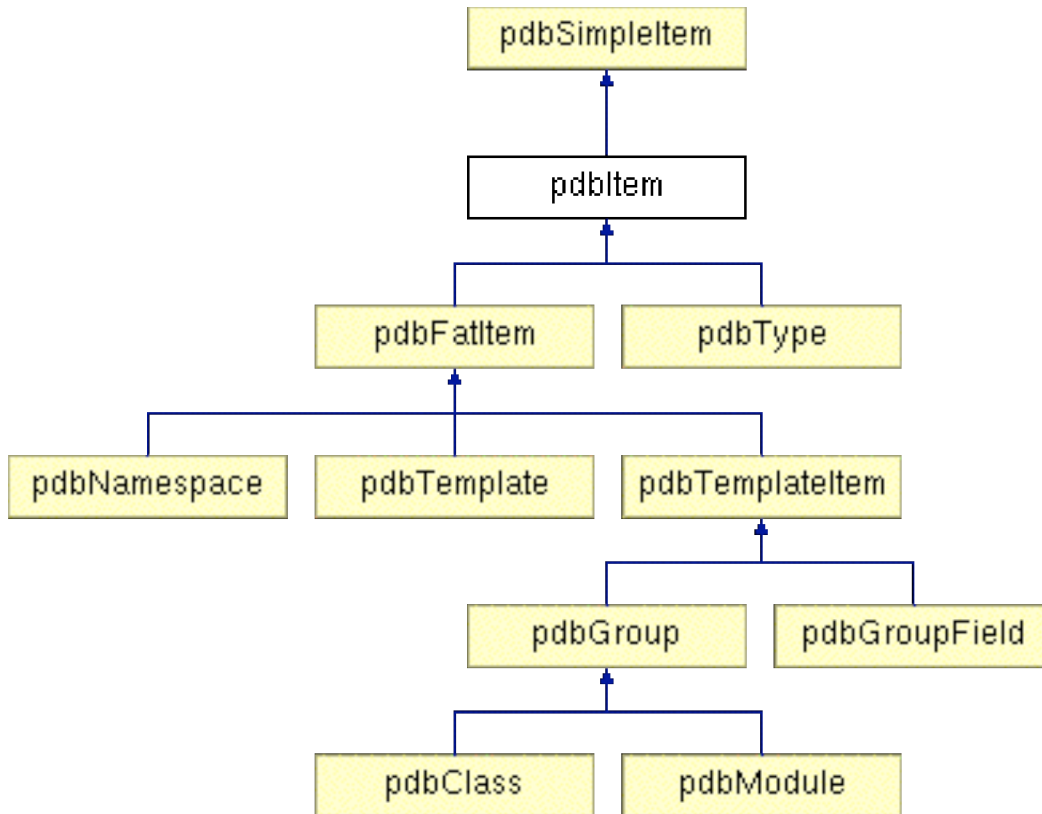 pdbSimpleItem
pdbItem
pdbFatItem
pdbType
pdbNamespace
pdbTemplate
pdbTemplateItem
pdbGroup
pdbGroupField
pdbClass
pdbModule